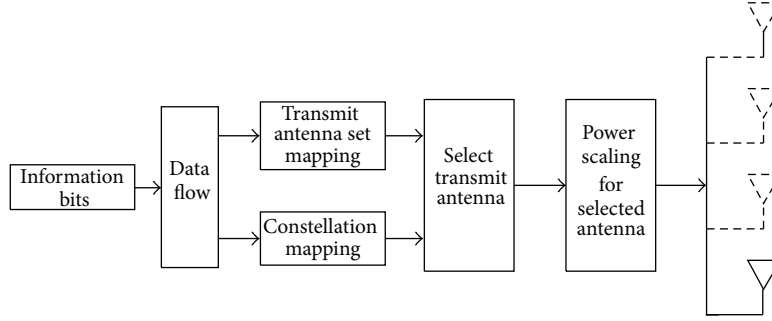 Information
bits
Data
flow
Transmit
antenna set
mapping
Constellation
mapping
Select
transmit
antenna
Power
scaling
for
selected
antenna